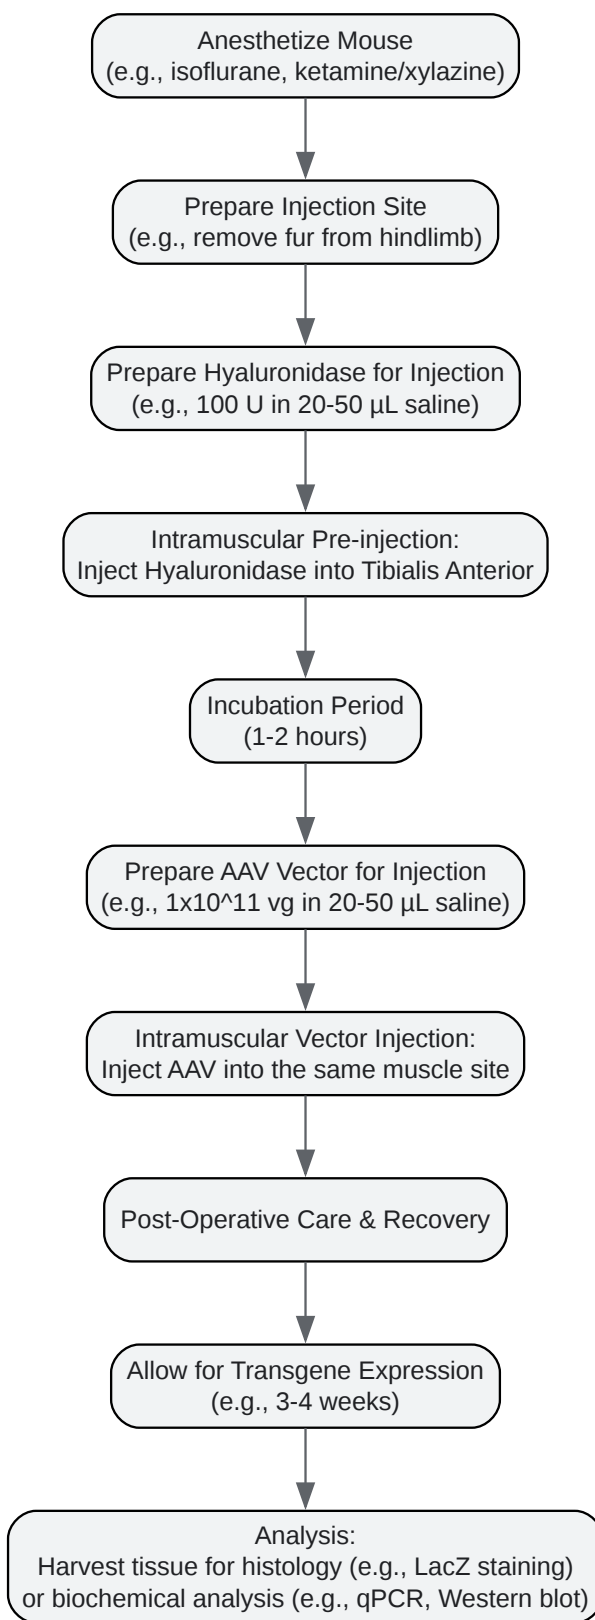 Anesthetize Mouse
(e.g., isoflurane, ketamine/xylazine)
Prepare Injection Site
(e.g., remove fur from hindlimb)
Prepare Hyaluronidase for Injection
(e.g., 100 U in 20-50 µL saline)
Intramuscular Pre-injection:
Inject Hyaluronidase into Tibialis Anterior
Incubation Period
(1-2 hours)
Prepare AAV Vector for Injection
(e.g., 1x10^11 vg in 20-50 µL saline)
Intramuscular Vector Injection:
Inject AAV into the same muscle site
Post-Operative Care & Recovery
Allow for Transgene Expression
(e.g., 3-4 weeks)
Analysis:
Harvest tissue for histology (e.g., LacZ staining)
or biochemical analysis (e.g., qPCR, Western blot)